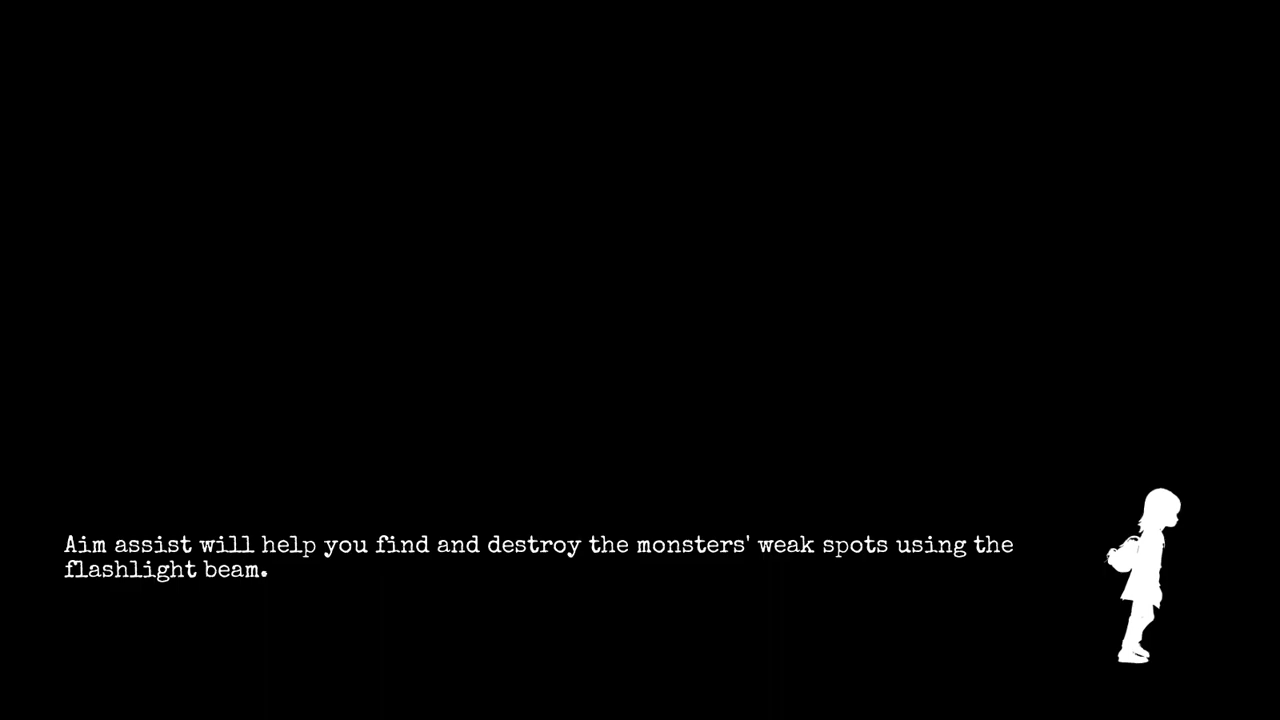 Aim assist will help you find and destroy the monsters' weak spots using the
flashlight beam.